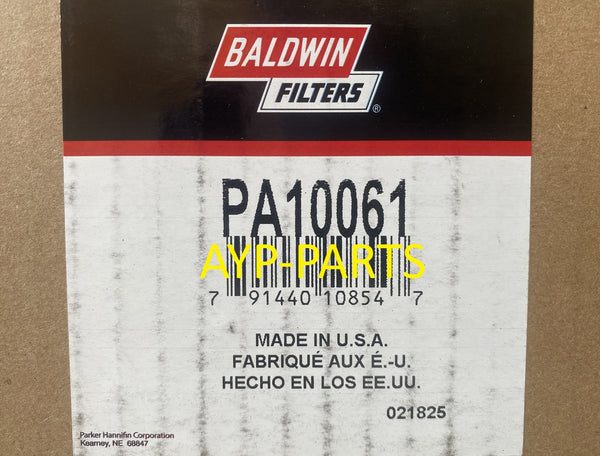 BALDWIN
FILTERS®
PA10061
AYP-PARTS
7 91440 10854 7
MADE IN U.S.A.
FABRIQUÉ AUX É.-U.
HECHO EN LOS EE.UU.
021825
Parker Hannifin Corporation
Kearney, NE 68847